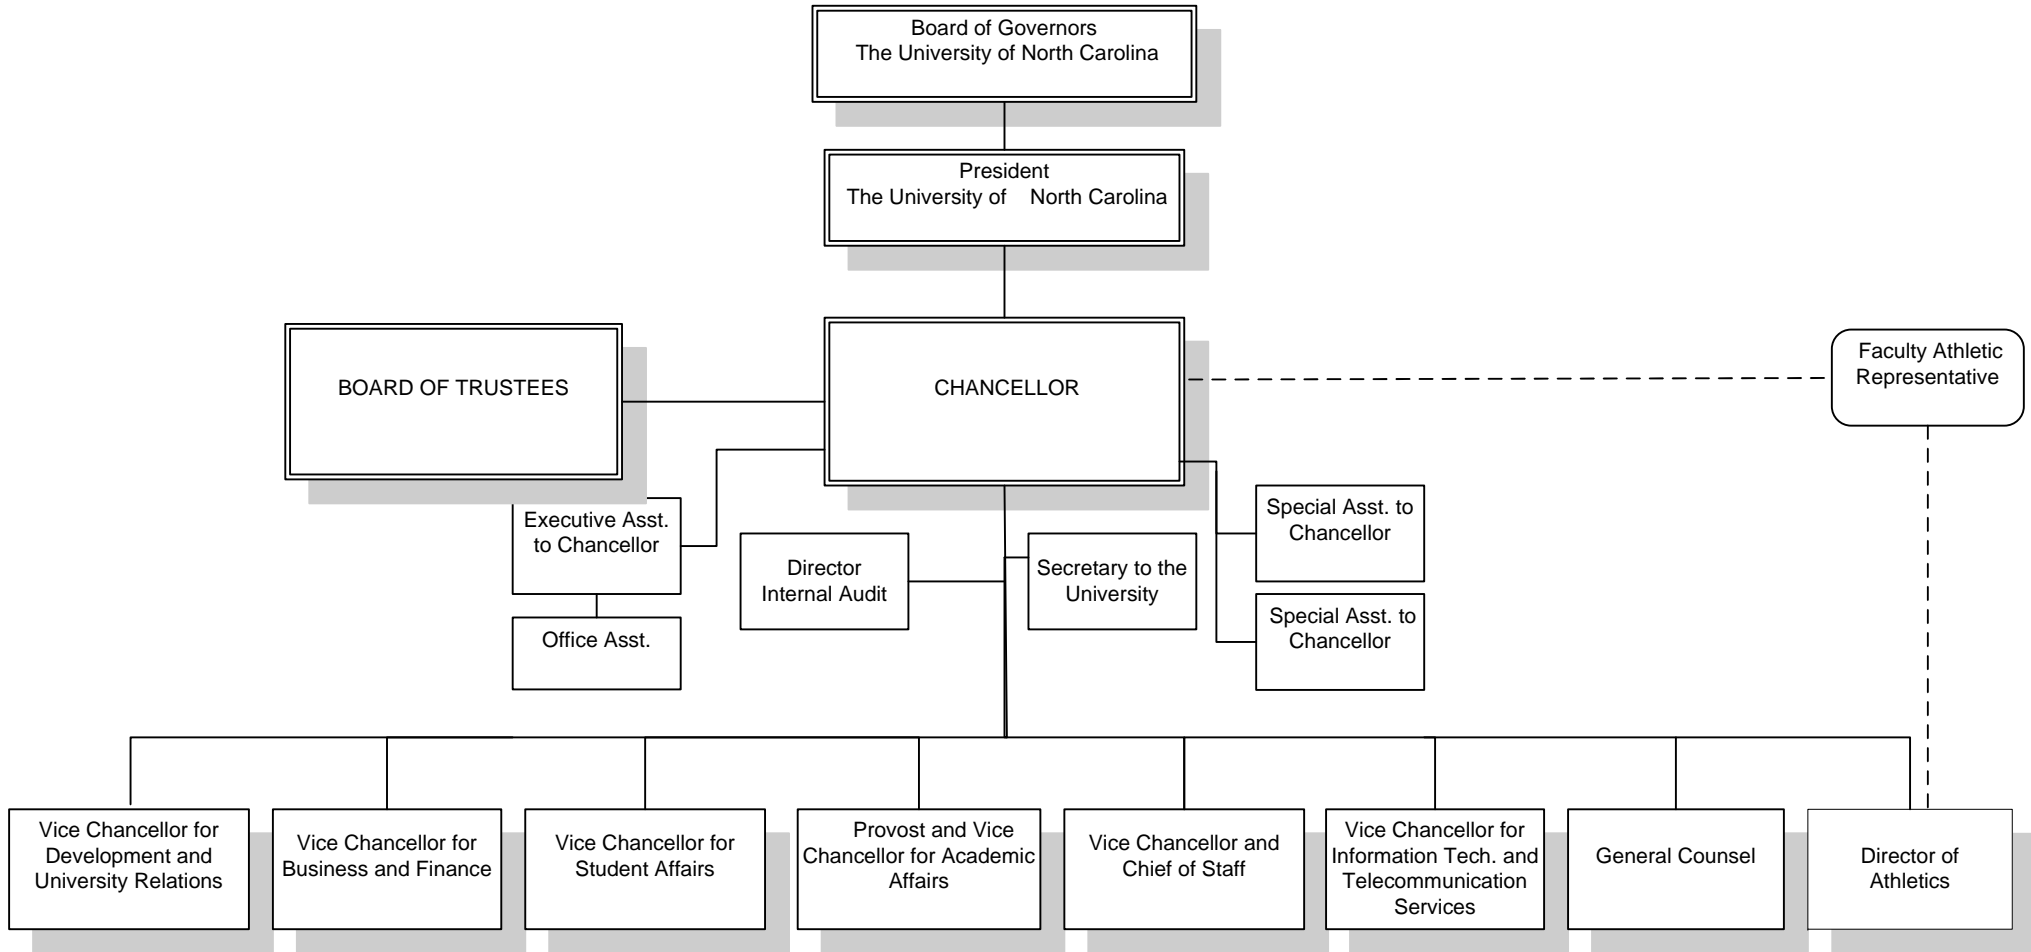 Board of Governors
The University of North Carolina
President
The University of North Carolina
BOARD OF TRUSTEES
CHANCELLOR
Faculty Athletic
Representative
Executive Asst.
to Chancellor
Director
Internal Audit
Secretary to the
University
Special Asst. to
Chancellor
Office Asst.
Special Asst. to
Chancellor
Vice Chancellor for
Development and
University Relations
Vice Chancellor for
Business and Finance
Vice Chancellor for
Student Affairs
Provost and Vice
Chancellor for Academic
Affairs
Vice Chancellor and
Chief of Staff
Vice Chancellor for
Information Tech. and
Telecommunication
Services
General Counsel
Director of
Athletics